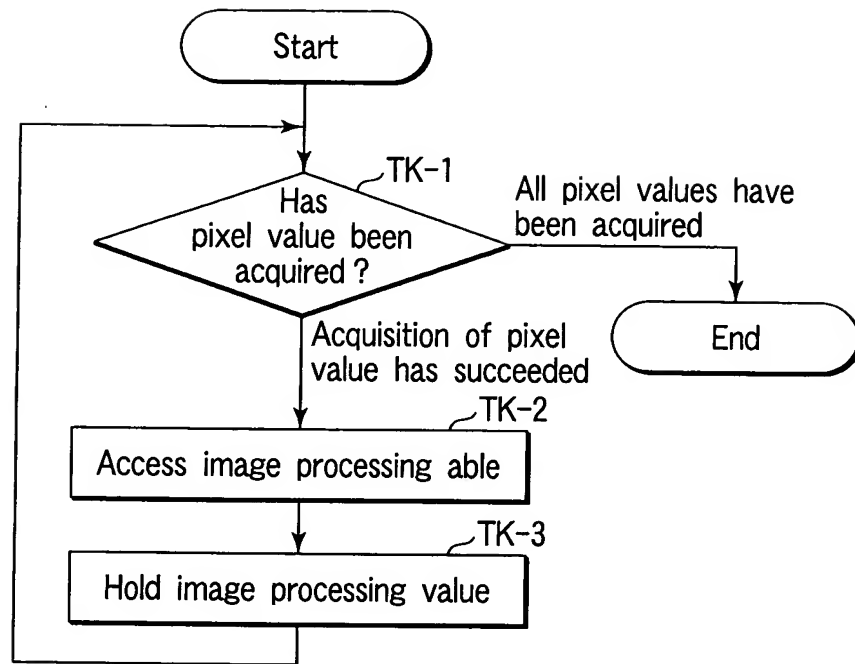 Start
TK-1
Has
pixel value been
acquired ?
All pixel values have
been acquired
End
Acquisition of pixel
value has succeeded
TK-2
Access image processing able
TK-3
Hold image processing value